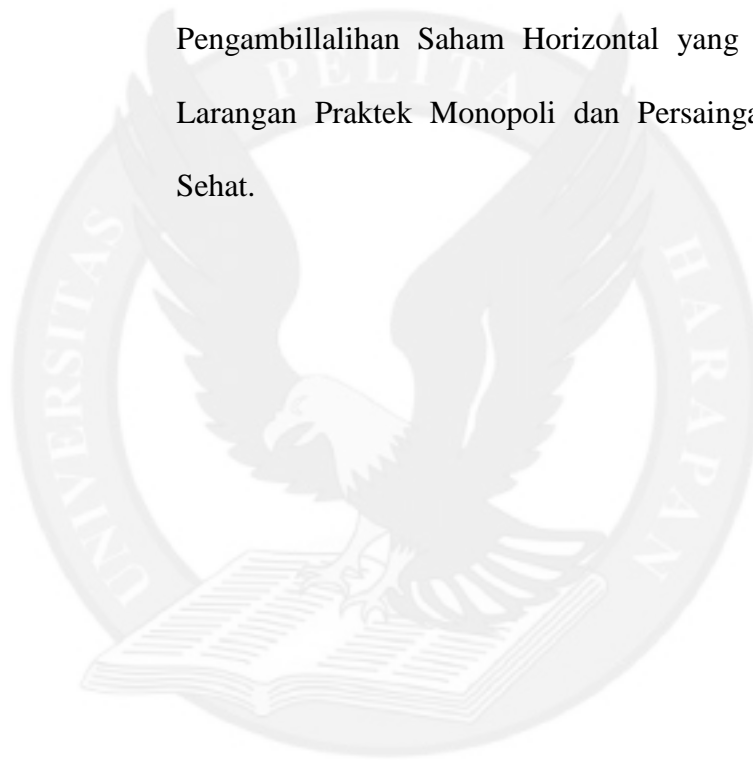 Pengambillalihan Saham Horizontal yang
Larangan Praktek Monopoli dan Persainga
Sehat.
UNIVERSITAS PELITA HARAPAN